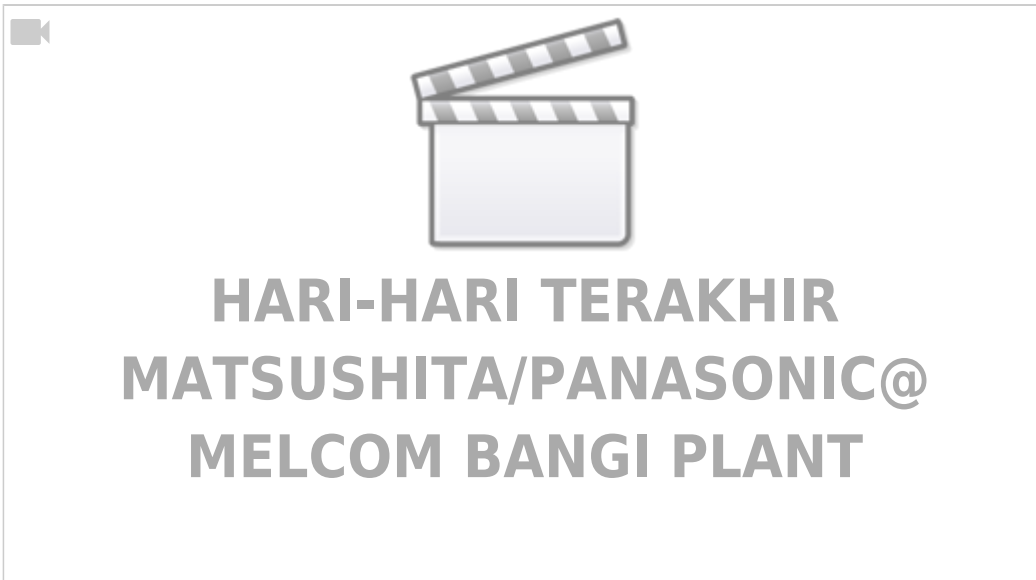 HARI-HARI TERAKHIR
MATSUSHITA/PANASONIC@
MELCOM BANGI PLANT